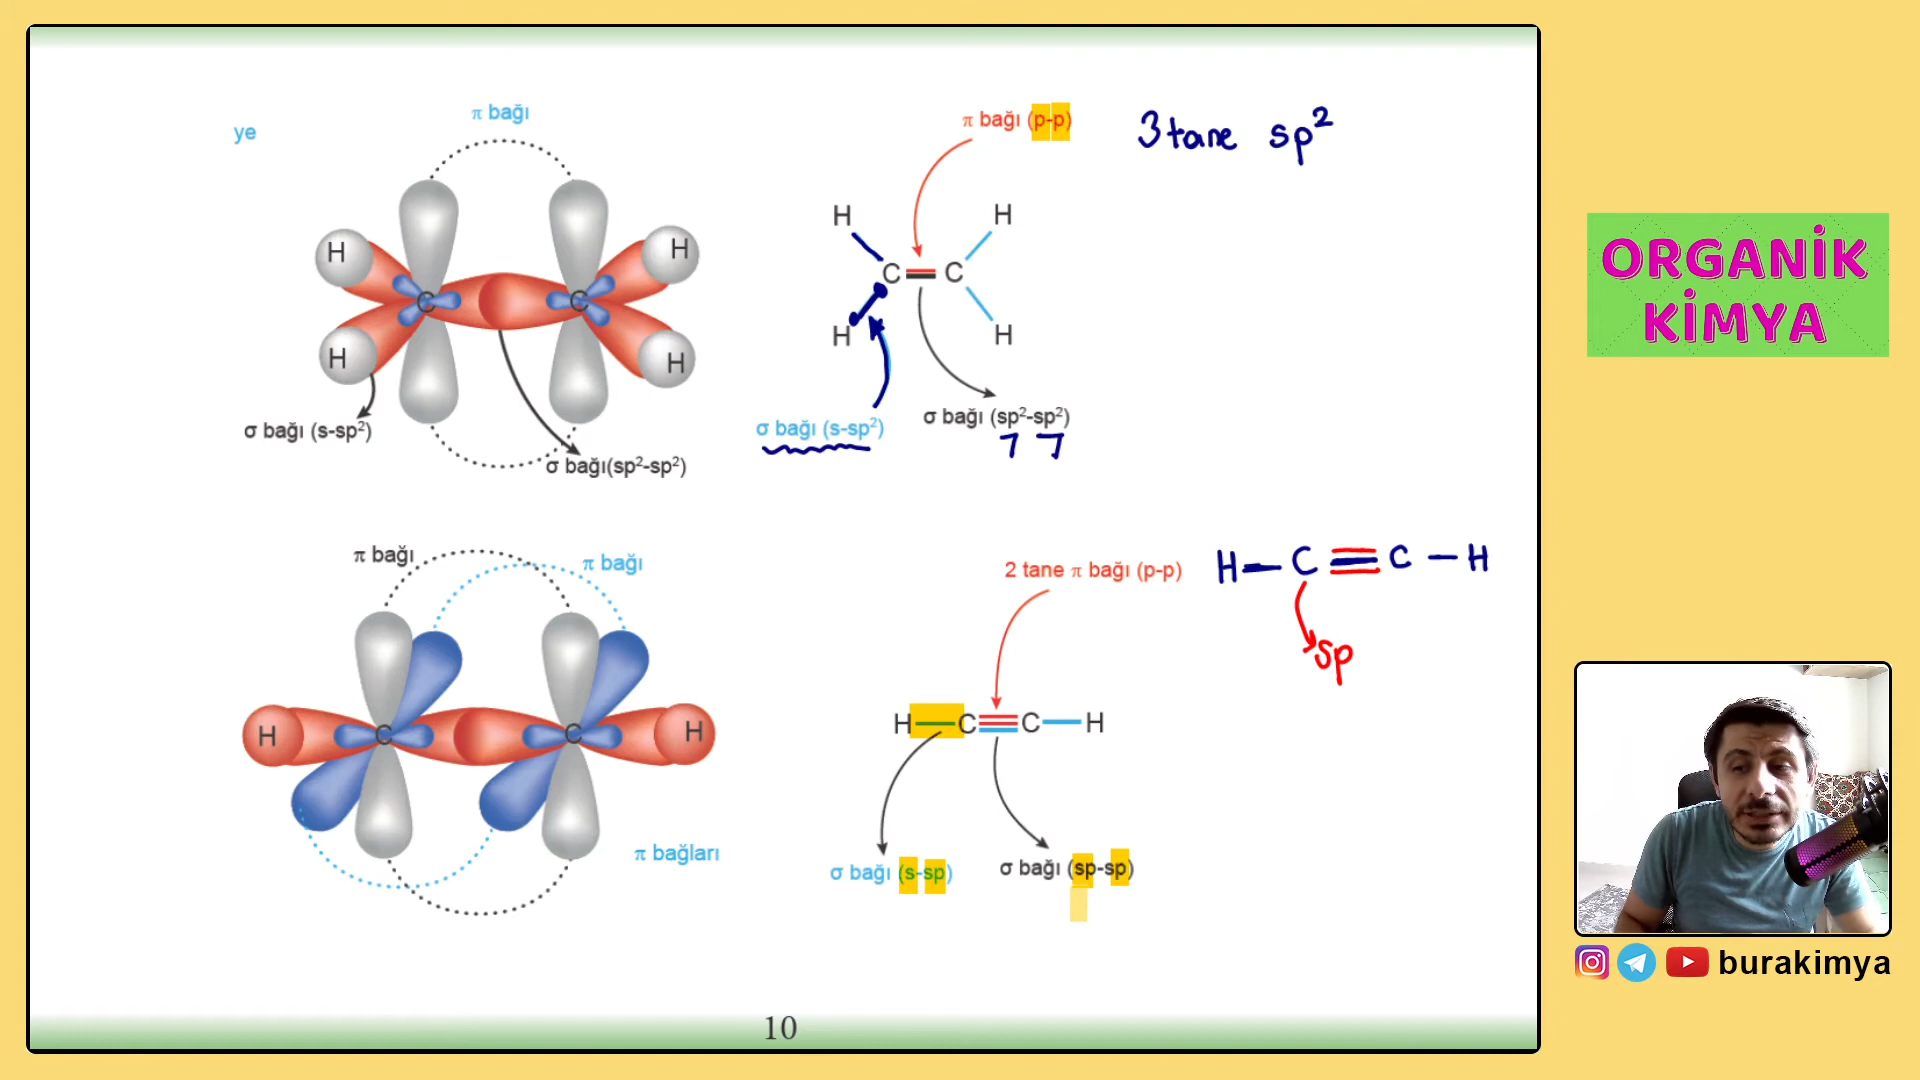 ye
π bağı
H
H
C
C
H
H
σ bağı (s-sp²)
σ bağı(sp²-sp²)
π bağı (p-p)
3 tane sp²
H
H
C=C
H
H
σ bağı (s-sp²)
σ bağı (sp²-sp²)
π bağı
π bağı
H
C
C
H
π bağları
2 tane π bağı (p-p)
H—C≡C—H
sp
H—C≡C—H
σ bağı (s-sp)
σ bağı (sp-sp)
10
ORGANİK
KİMYA
burakimya